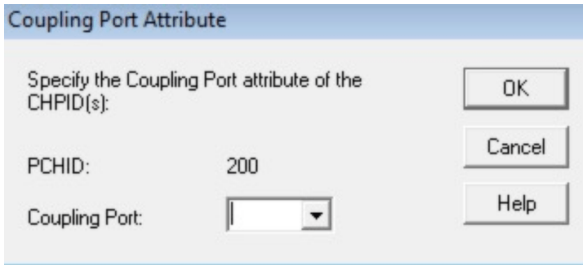 Coupling Port Attribute
Specify the Coupling Port attribute of the
CHPID(s):
OK
Cancel
PCHID: 200
Help
Coupling Port: